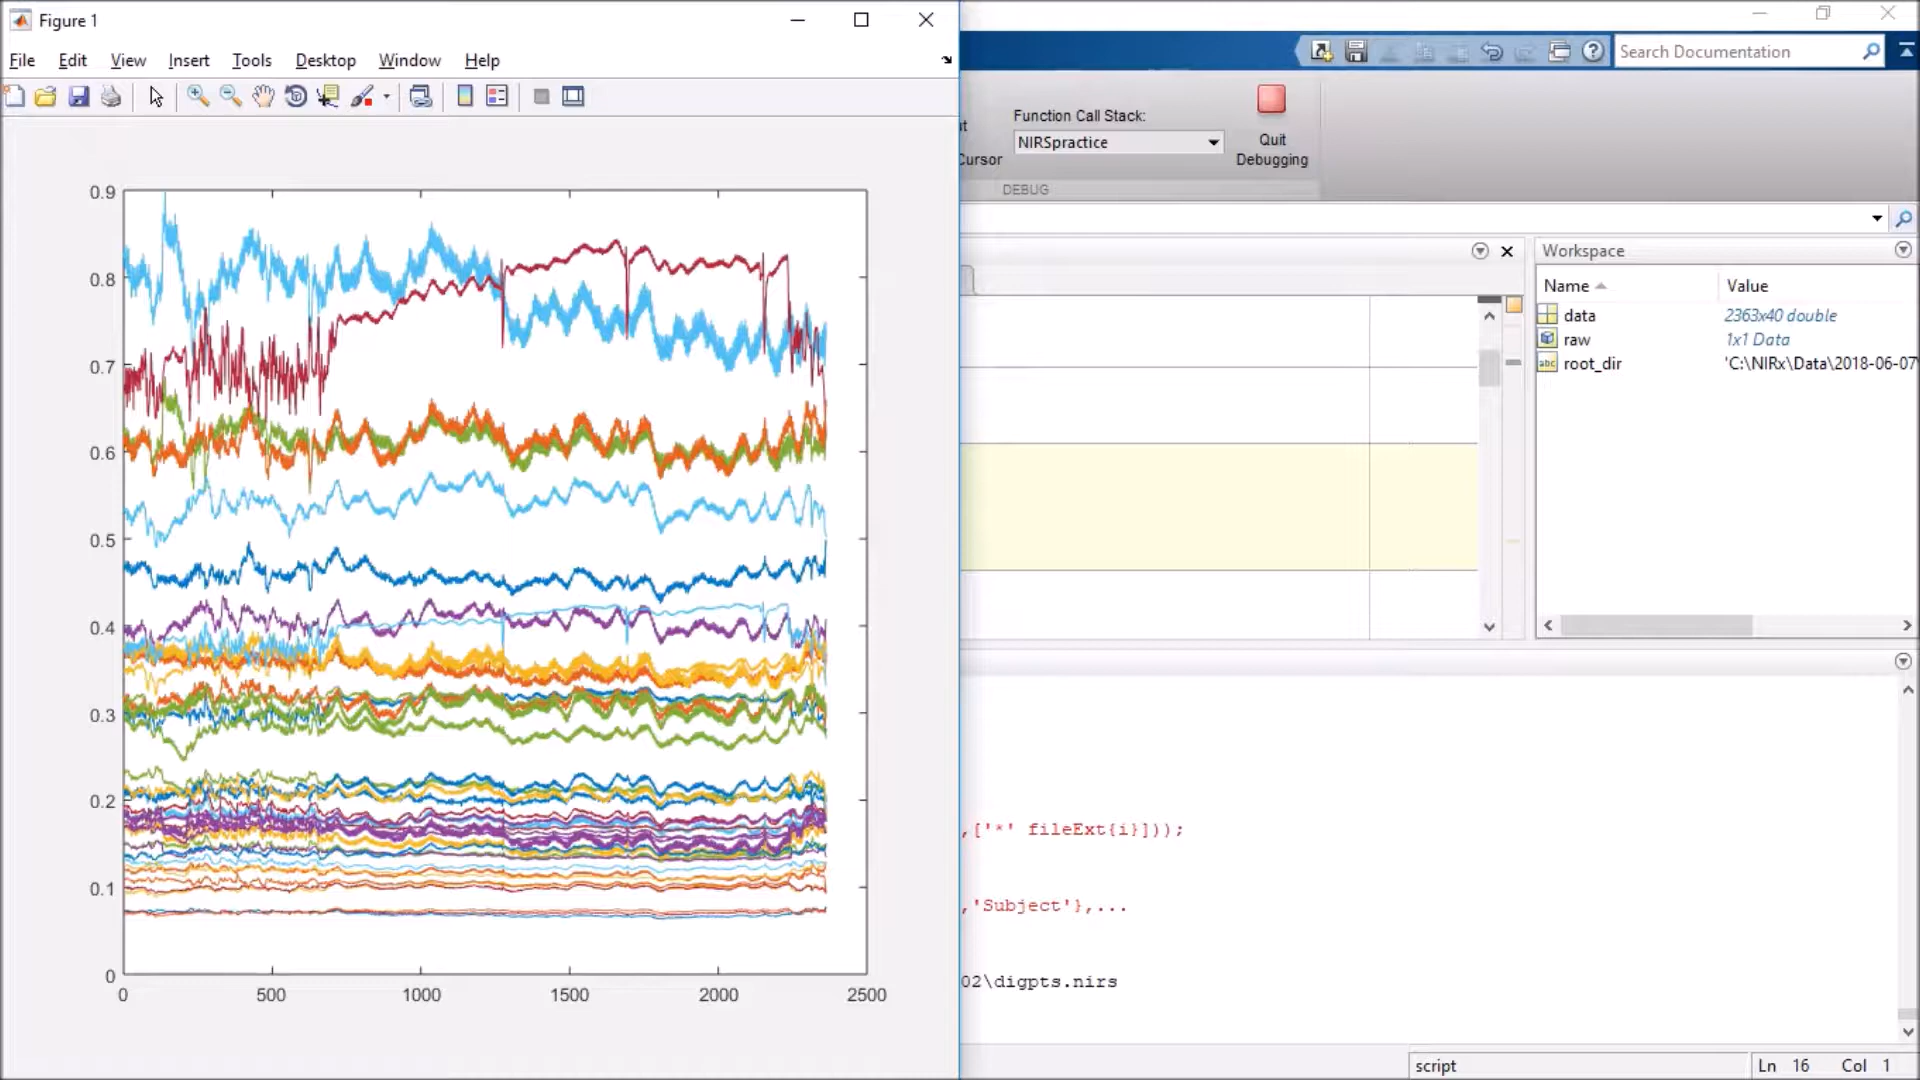 Figure 1
File Edit View Insert Tools Desktop Window Help
0.9
0.8
0.7
0.6
0.5
0.4
0.3
0.2
0.1
0
0 500 1000 1500 2000 2500
Search Documentation
Function Call Stack:
NIRSpractice
Cursor
Quit
Debugging
DEBUG
Workspace
Name Value
data 2363x40 double
raw 1x1 Data
abc root_dir 'C:\NIRx\Data\2018-06-07
,['*' fileExt{i}]));
,'Subject'},...
02\digpts.nirs
script Ln 16 Col 1